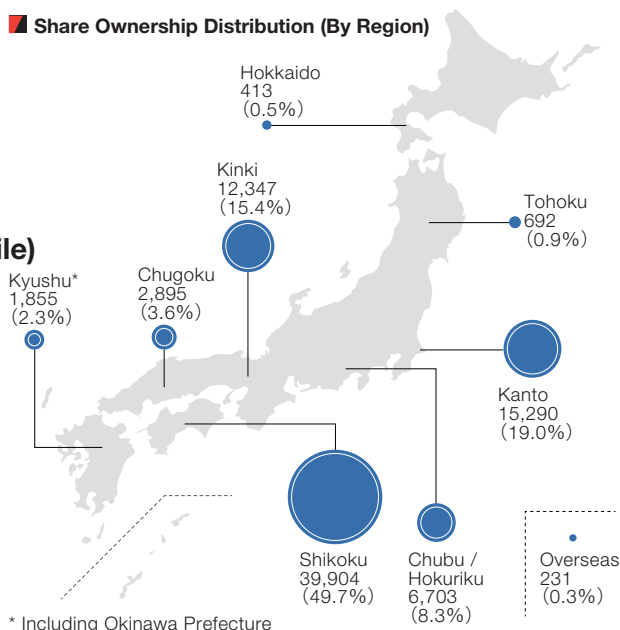 Share Ownership Distribution (By Region)
Hokkaido
413
(0.5%)
Kinki
12,347
(15.4%)
Tohoku
692
(0.9%)
ile)
Kyushu*
1,855
(2.3%)
Chugoku
2,895
(3.6%)
Kanto
15,290
(19.0%)
Shikoku
39,904
(49.7%)
Chubu /
Hokuriku
6,703
(8.3%)
Overseas
231
(0.3%)
* Including Okinawa Prefecture